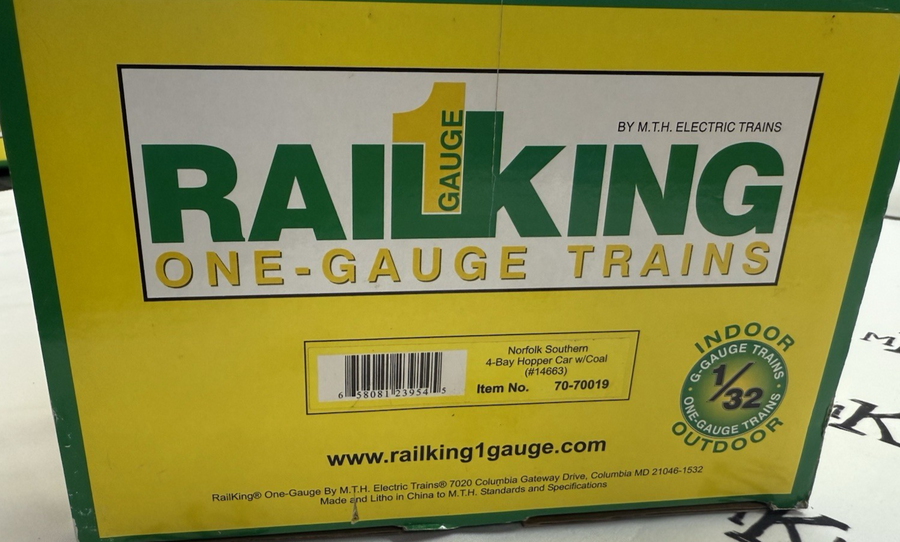 1
GAUGE
BY M.T.H. ELECTRIC TRAINS
RAILKING
ONE-GAUGE TRAINS
Norfolk Southern
4-Bay Hopper Car w/Coal
(#14663)
Item No. 70-70019
6 58081 23954 5
INDOOR
G-GAUGE TRAINS
1/32
ONE-GAUGE TRAINS
OUTDOOR
www.railking1gauge.com
RailKing® One-Gauge By M.T.H. Electric Trains® 7020 Columbia Gateway Drive, Columbia MD 21046-1532
Made and Litho in China to M.T.H. Standards and Specifications